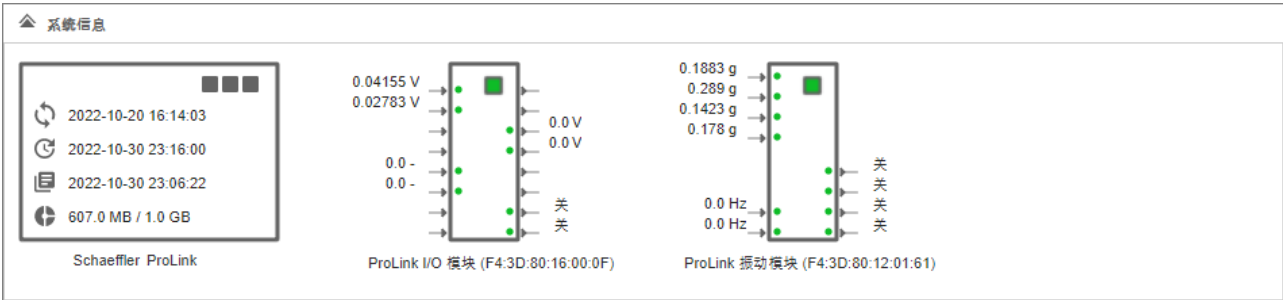 系统信息
2022-10-20 16:14:03
2022-10-30 23:16:00
2022-10-30 23:06:22
607.0 MB / 1.0 GB
Schaeffler ProLink
0.04155 V
0.02783 V
0.0 V
0.0 V
0.0 -
0.0 -
关
关
ProLink I/O 模块 (F4:3D:80:16:00:0F)
0.1883 g
0.289 g
0.1423 g
0.178 g
关
关
0.0 Hz 关
0.0 Hz 关
ProLink 振动模块 (F4:3D:80:12:01:61)